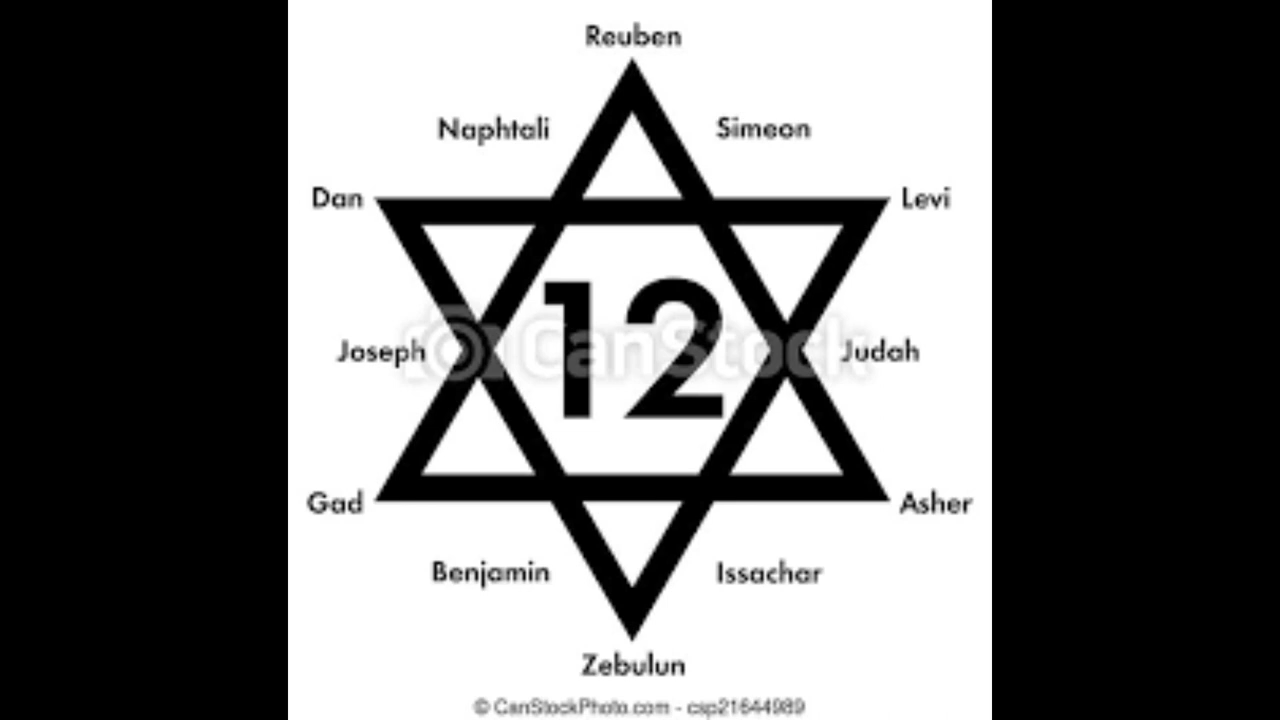 Reuben
Naphtali Simeon
Dan Levi
12
Joseph Judah
CanStock
Gad Asher
Benjamin Issachar
Zebulun
© CanStockPhoto.com - csp21644989